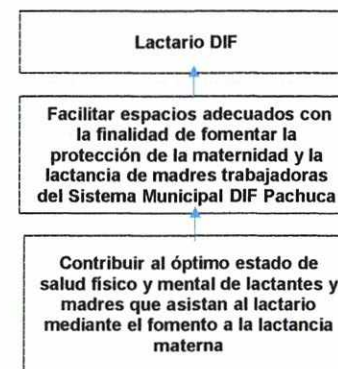 Lactario DIF
Facilitar espacios adecuados con
la finalidad de fomentar la
protección de la maternidad y la
lactancia de madres trabajadoras
del Sistema Municipal DIF Pachuca
Contribuir al óptimo estado de
salud físico y mental de lactantes y
madres que asistan al lactario
mediante el fomento a la lactancia
materna